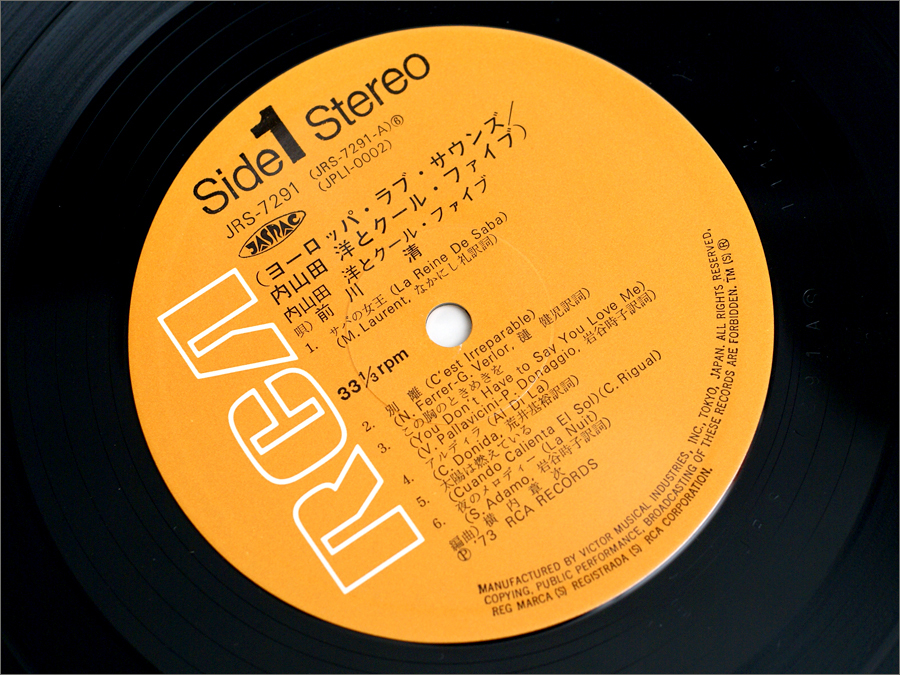 Side 1 Stereo
JRS-7291 (JRS-7291-A)⑥
(JPLI-0002)
JASRAC
(ヨーロッパ・ラブ・サウンズ/
内山田 洋とクール・ファイブ)
内山田 洋とクール・ファイブ
唄) 前 川 清
1. サバの女王 (La Reine De Saba)
(M. Laurent, なかにし礼訳詞)
33 1/3 rpm
2. 別 離 (C'est Irreparable)
(N. Ferrer-G. Verlor, 健児訳詞)
3. この胸のときめきを
(You Don't Have to Say You Love Me)
(V. Pallavicini-P. Donaggio, 岩谷時子訳詞)
4. アルディラ (Al Di La)
(C. Donida, 荒井基裕訳詞)
5. 太陽は燃えている
(Cuando Calienta El Sol) (C. Rigual)
6. 夜のメロディー (La Nuit)
(S. Adamo, 岩谷時子訳詞)
編曲) 横 内 章 次
Ⓟ '73 RCA RECORDS
RCA
MANUFACTURED BY VICTOR MUSICAL INDUSTRIES, INC., TOKYO, JAPAN. ALL RIGHTS RESERVED.
COPYING, PUBLIC PERFORMANCE, BROADCASTING OF THESE RECORDS ARE FORBIDDEN. TM (S) ®
REG MARCA (S) REGISTRADA (S) RCA CORPORATION.